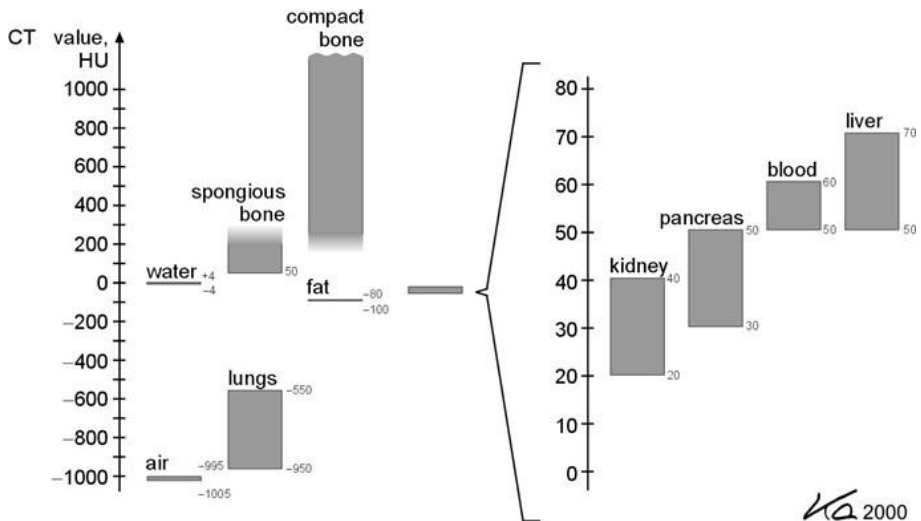 CT value,
HU
1000
800
600
400
200
0
−200
−400
−600
−800
−1000
water
+4
−4
air
−995
−1005
spongious
bone
50
lungs
−550
−950
compact
bone
fat
−80
−100
80
70
60
50
40
30
20
10
0
kidney
40
20
pancreas
50
30
blood
60
50
liver
70
50
2000